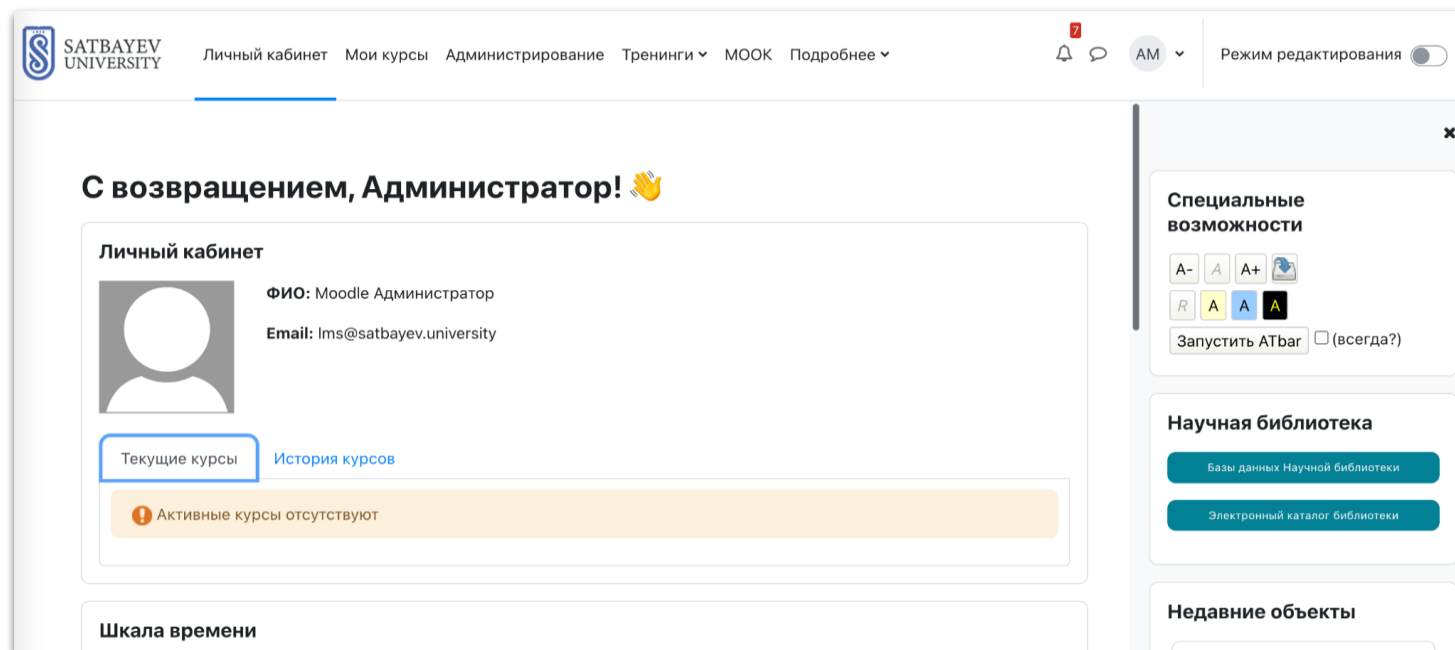 SATBAYEV
UNIVERSITY
Личный кабинет Мои курсы Администрирование Тренинги МООК Подробнее
7
АМ
Режим редактирования
С возвращением, Администратор! 👋
Личный кабинет
ФИО: Moodle Администратор
Email: lms@satbayev.university
Текущие курсы История курсов
Активные курсы отсутствуют
Шкала времени
Специальные
возможности
A- A A+
R A A A
Запустить ATbar (всегда?)
Научная библиотека
Базы данных Научной библиотеки
Электронный каталог библиотеки
Недавние объекты